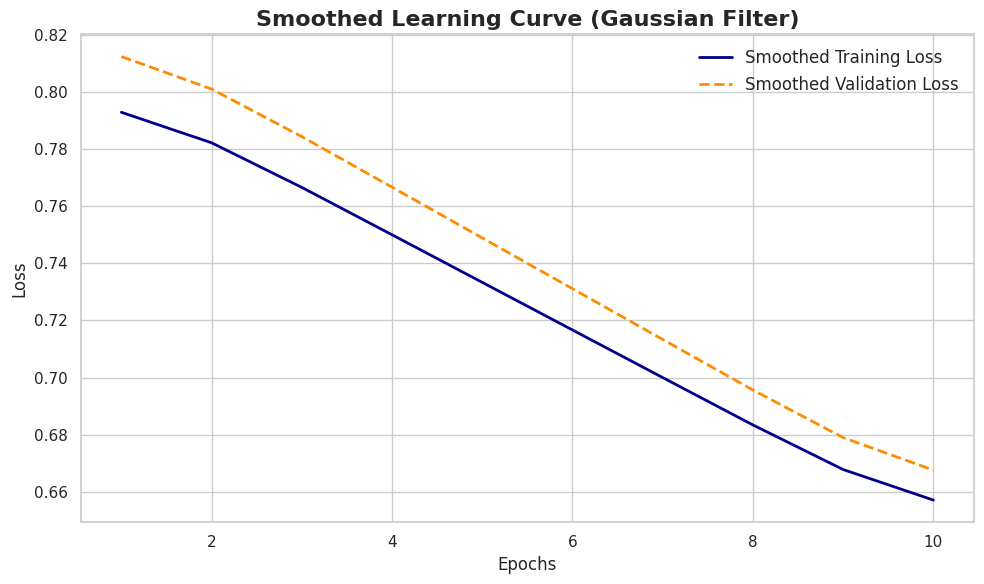 Smoothed Learning Curve (Gaussian Filter)
Smoothed Training Loss
Smoothed Validation Loss
Loss
0.82
0.80
0.78
0.76
0.74
0.72
0.70
0.68
0.66
2 4 6 8 10
Epochs